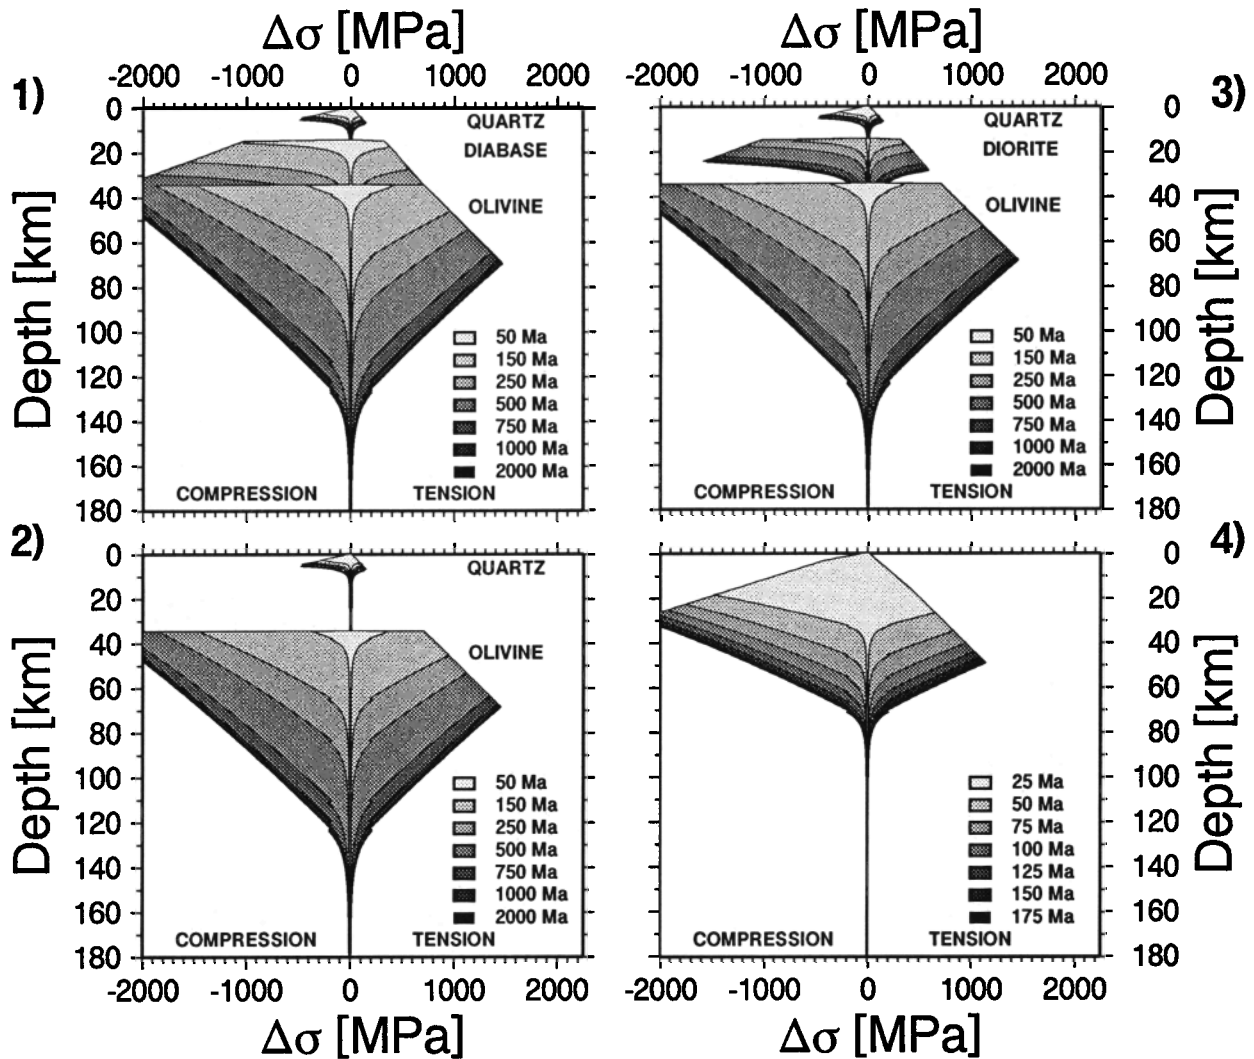 Δσ [MPa]
Δσ [MPa]
-2000 -1000 0 1000 2000
-2000 -1000 0 1000 2000
1)
3)
0
20
40
60
80
100
120
140
160
180
Depth [km]
QUARTZ
DIABASE
OLIVINE
50 Ma
150 Ma
250 Ma
500 Ma
750 Ma
1000 Ma
2000 Ma
COMPRESSION TENSION
QUARTZ
DIORITE
OLIVINE
50 Ma
150 Ma
250 Ma
500 Ma
750 Ma
1000 Ma
2000 Ma
COMPRESSION TENSION
0
20
40
60
80
100
120
140
160
180
Depth [km]
2)
4)
0
20
40
60
80
100
120
140
160
180
Depth [km]
QUARTZ
OLIVINE
50 Ma
150 Ma
250 Ma
500 Ma
750 Ma
1000 Ma
2000 Ma
COMPRESSION TENSION
25 Ma
50 Ma
75 Ma
100 Ma
125 Ma
150 Ma
175 Ma
COMPRESSION TENSION
0
20
40
60
80
100
120
140
160
180
Depth [km]
-2000 -1000 0 1000 2000
-2000 -1000 0 1000 2000
Δσ [MPa]
Δσ [MPa]